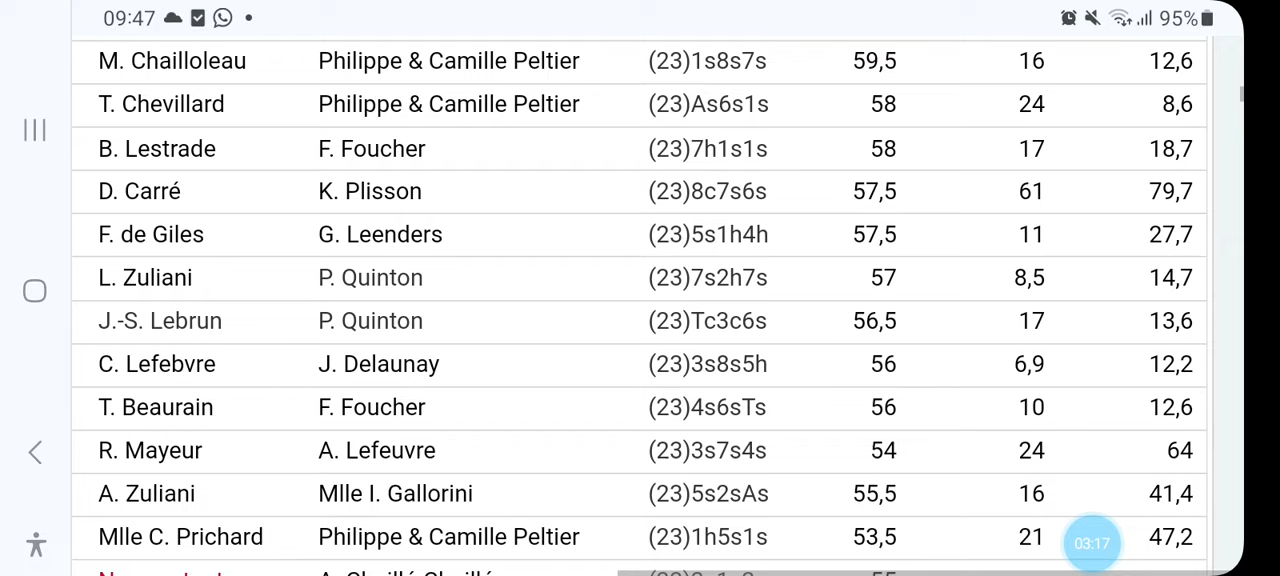 09:47 95%
M. Chailloleau Philippe & Camille Peltier (23)1s8s7s 59,5 16 12,6
T. Chevillard Philippe & Camille Peltier (23)As6s1s 58 24 8,6
B. Lestrade F. Foucher (23)7h1s1s 58 17 18,7
D. Carré K. Plisson (23)8c7s6s 57,5 61 79,7
F. de Giles G. Leenders (23)5s1h4h 57,5 11 27,7
L. Zuliani P. Quinton (23)7s2h7s 57 8,5 14,7
J.-S. Lebrun P. Quinton (23)Tc3c6s 56,5 17 13,6
C. Lefebvre J. Delaunay (23)3s8s5h 56 6,9 12,2
T. Beaurain F. Foucher (23)4s6sTs 56 10 12,6
R. Mayeur A. Lefeuvre (23)3s7s4s 54 24 64
A. Zuliani Mlle I. Gallorini (23)5s2sAs 55,5 16 41,4
Mlle C. Prichard Philippe & Camille Peltier (23)1h5s1s 53,5 21 47,2
03:17